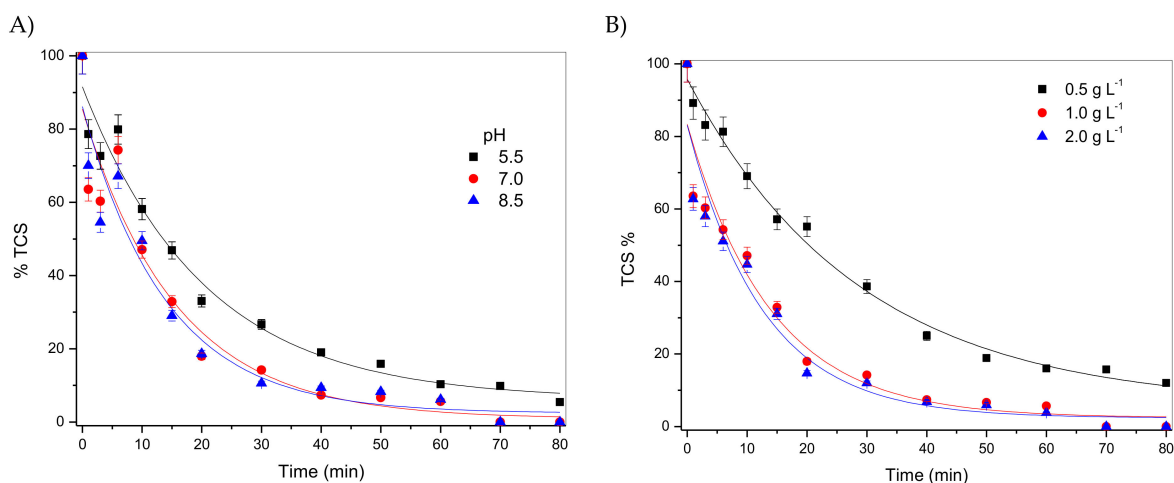 A)
B)
100
80
60
40
20
0
% TCS
pH
5.5
7.0
8.5
0 10 20 30 40 50 60 70 80
Time (min)
100
80
60
40
20
0
TCS %
0.5 g L⁻¹
1.0 g L⁻¹
2.0 g L⁻¹
0 10 20 30 40 50 60 70 80
Time (min)